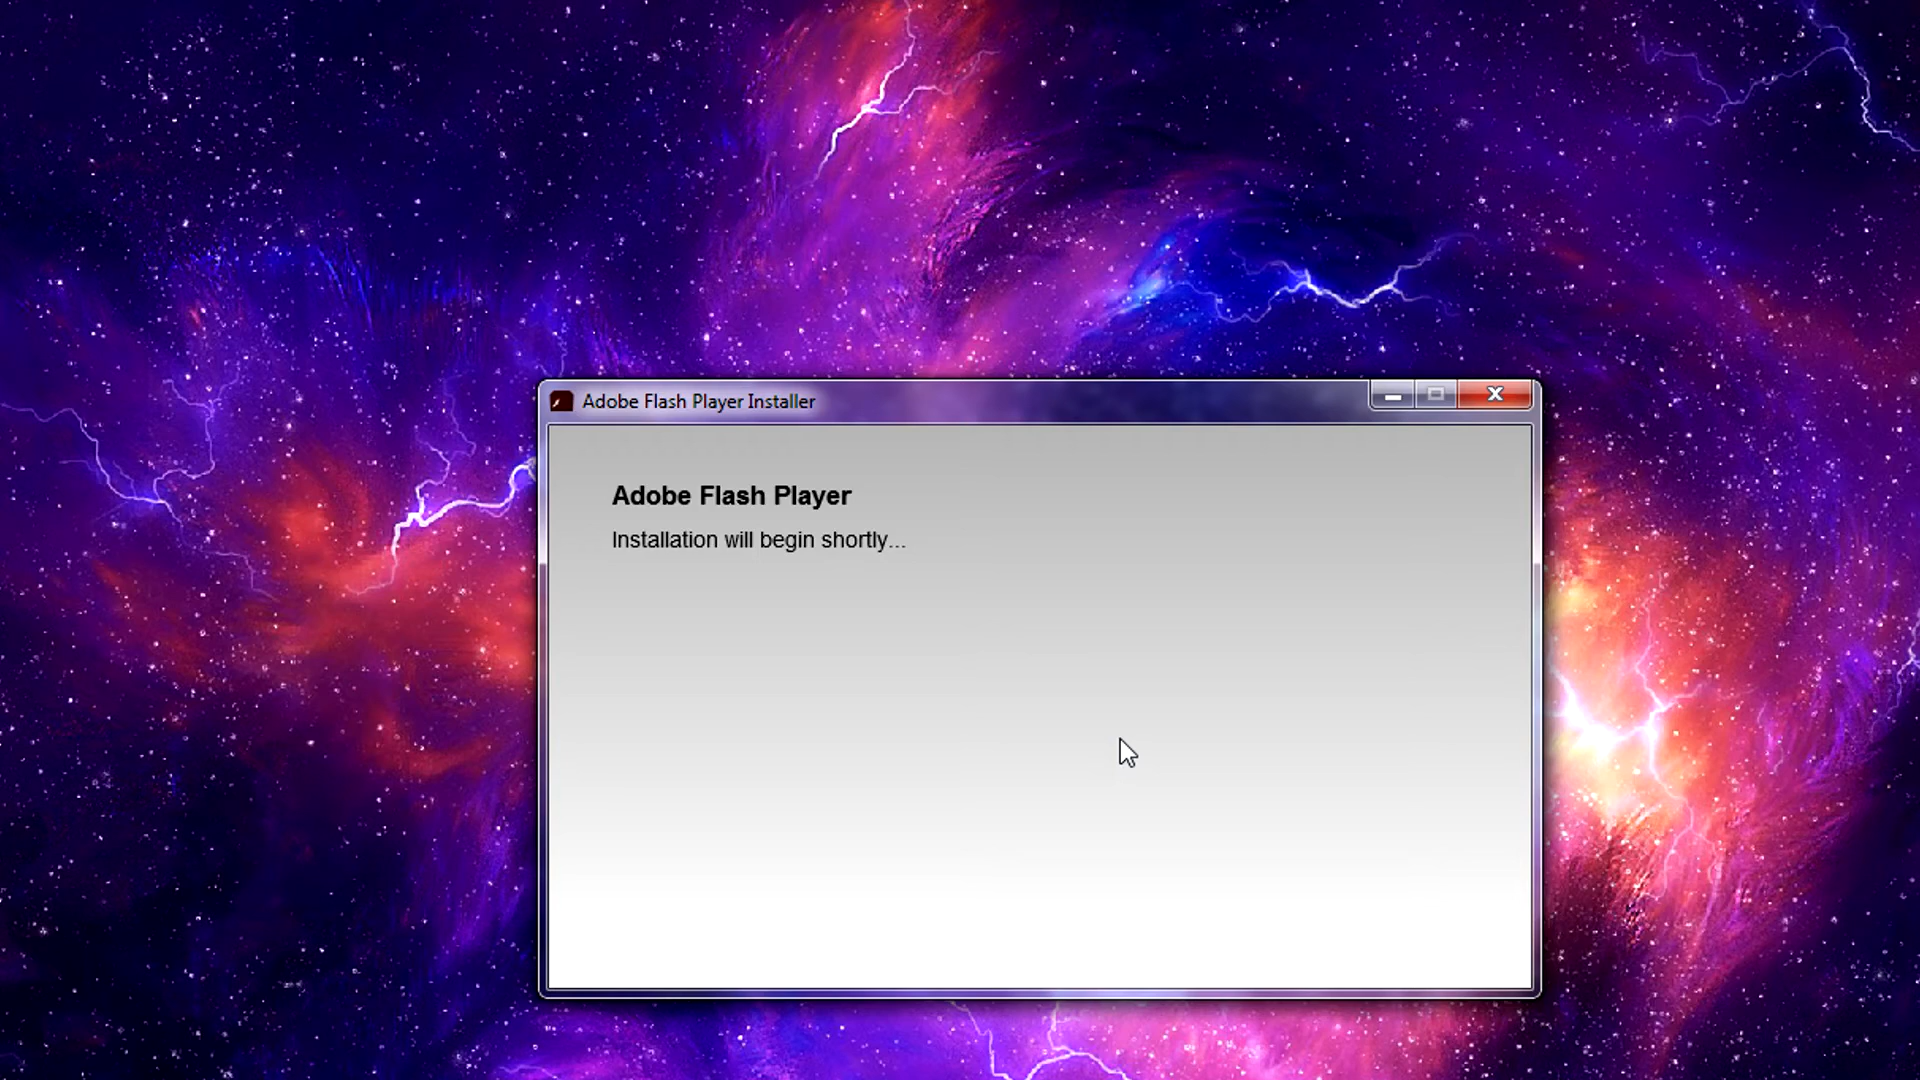 Adobe Flash Player Installer
Adobe Flash Player
Installation will begin shortly...